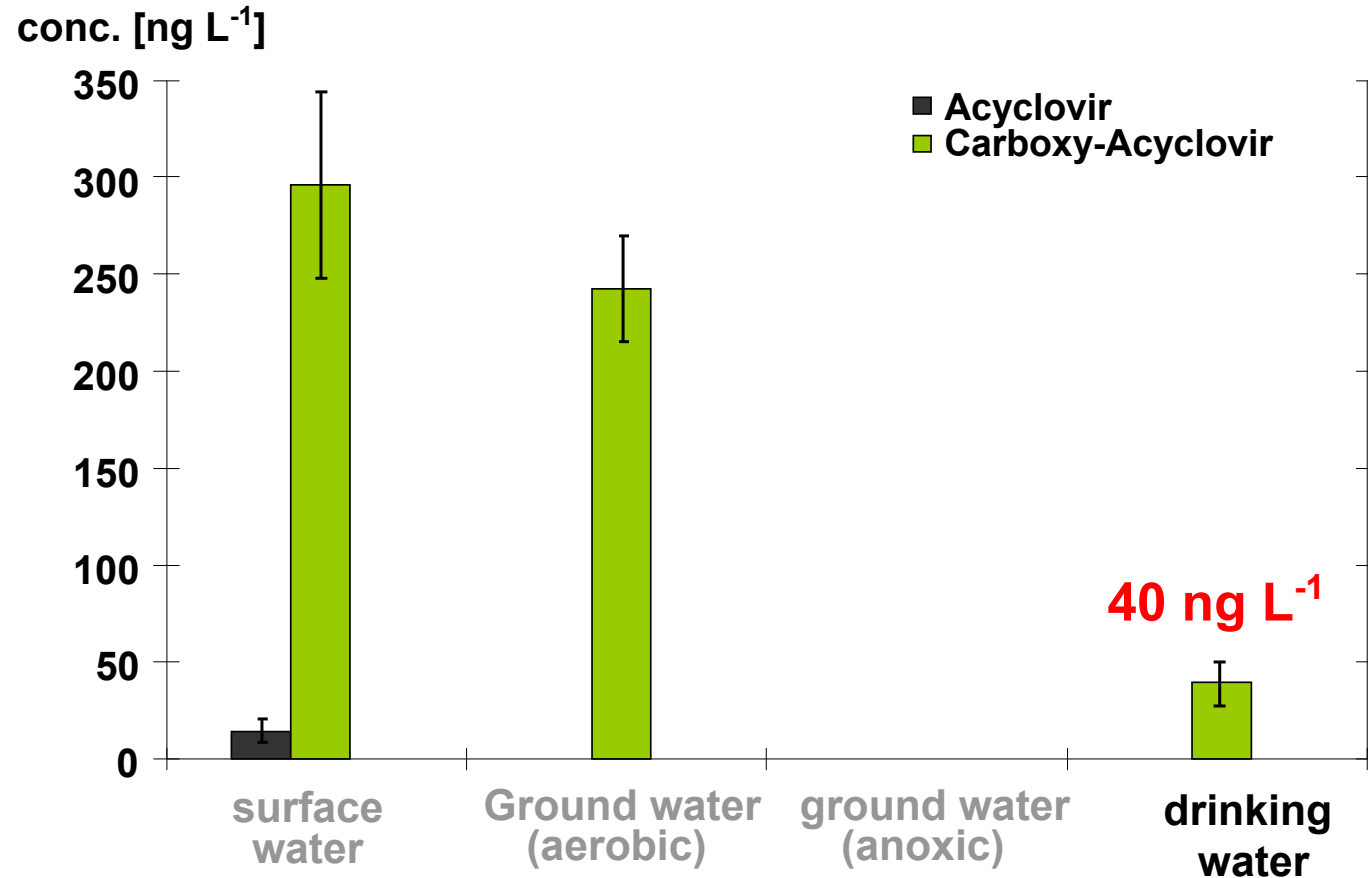 conc. [ng L⁻¹]
350
300
250
200
150
100
50
0
Acyclovir
Carboxy-Acyclovir
40 ng L⁻¹
surface
water
Ground water
(aerobic)
ground water
(anoxic)
drinking
water